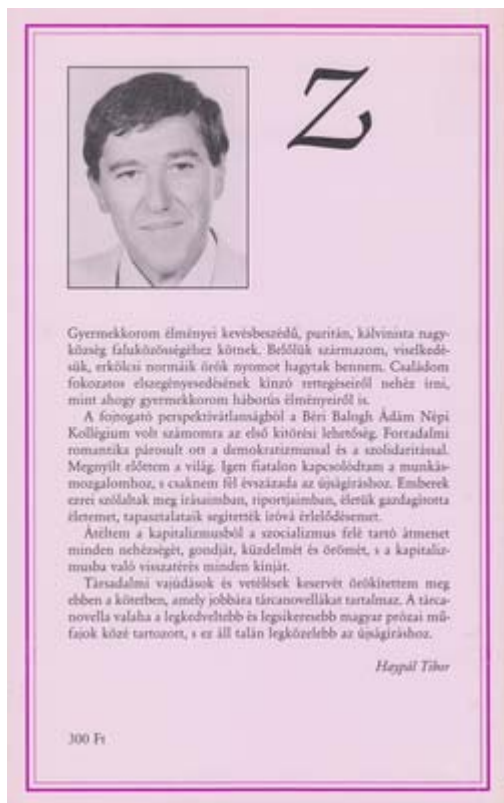 Z
Gyermekkorom élményei kevésbeszédű, puritán, kálvinista nagy-
község faluközösségéhez kötnek. Belőlük származom, viselkedé-
sük, erkölcsi normáik örök nyomot hagytak bennem. Családom
fokozatos elszegényesedésének kínzó rettegéseiről nehéz írni,
mint ahogy gyermekkorom háborús élményeiről is.
A fojtogató perspektívátlanságból a Béri Balogh Ádám Népi
Kollégium volt számomra az első kitörési lehetőség. Forradalmi
romantika párosult ott a demokratizmussal és a szolidaritással.
Megnyílt előttem a világ. Igen fiatalon kapcsolódtam a munkás-
mozgalomhoz, s csaknem fél évszázada az újságíráshoz. Emberek
ezrei szólaltak meg írásaimban, riportjaimban, életük gazdagította
életemet, tapasztalataik segítették íróvá érlelődésemet.
Átéltem a kapitalizmusból a szocializmus felé tartó átmenet
minden nehézségét, gondját, küzdelmét és örömét, s a kapitaliz-
musba való visszatérés minden kínját.
Társadalmi vajúdások és vetélések keservét örökítettem meg
ebben a kötetben, amely jobbára tárcanovellákat tartalmaz. A tárca-
novella valaha a legkedveltebb és legsikeresebb magyar prózai mű-
fajok közé tartozott, s ez áll talán legközelebb az újságíráshoz.
Haypál Tibor
300 Ft